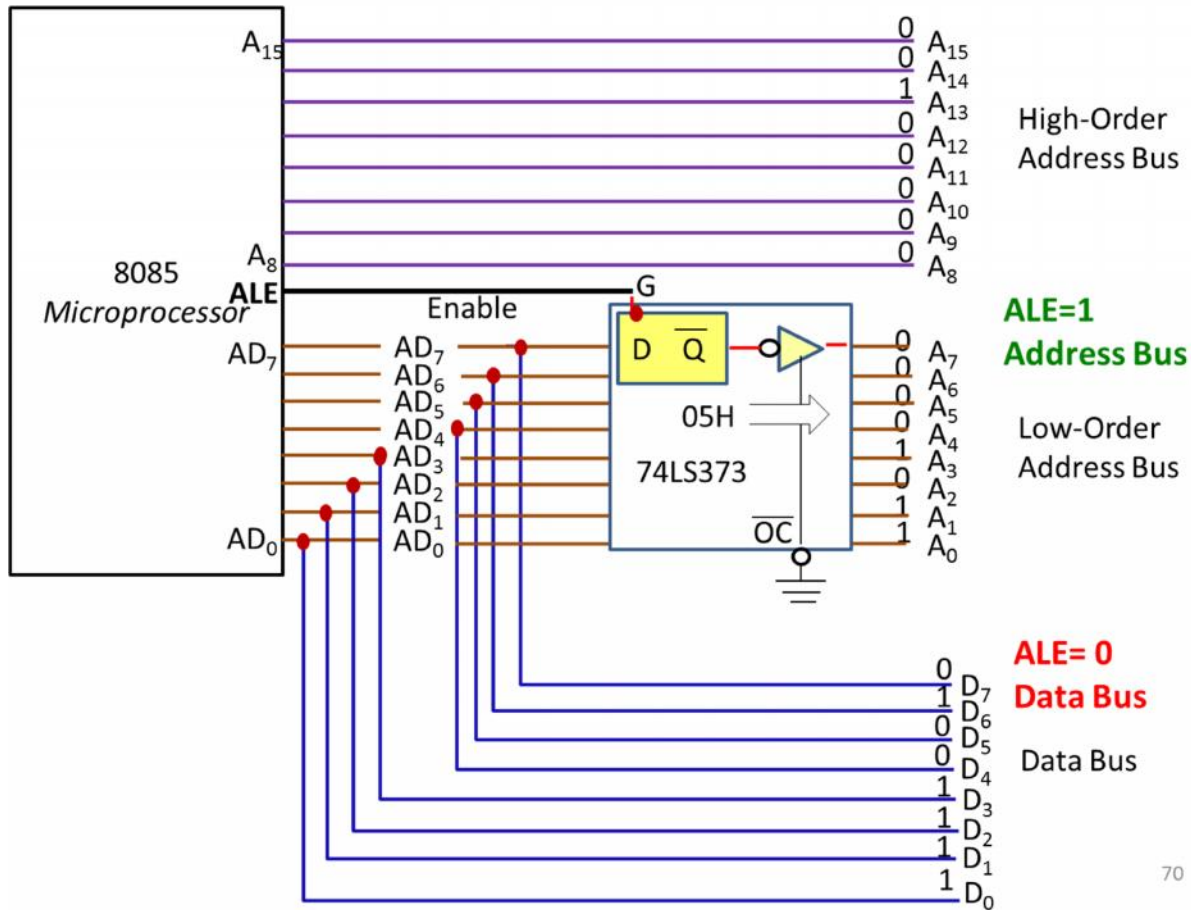 A15
A8
8085
Microprocessor
ALE
AD7
AD0
Enable
G
AD7
AD6
AD5
AD4
AD3
AD2
AD1
AD0
D Q̅
05H
74LS373
O̅C̅
0 A15
0 A14
1 A13
0 A12
0 A11
0 A10
0 A9
0 A8
High-Order
Address Bus
ALE=1
Address Bus
0 A7
0 A6
0 A5
0 A4
1 A3
0 A2
1 A1
1 A0
Low-Order
Address Bus
ALE= 0
Data Bus
0 D7
1 D6
0 D5
0 D4
1 D3
1 D2
1 D1
1 D0
Data Bus
70